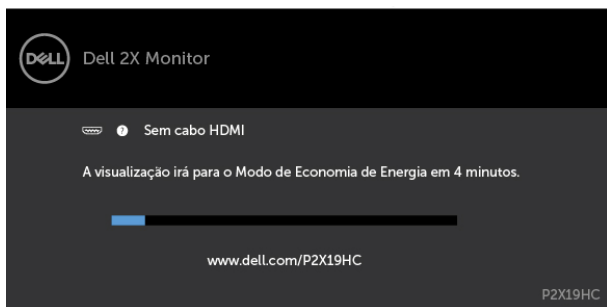 DELL
Dell 2X Monitor
? Sem cabo HDMI
A visualização irá para o Modo de Economia de Energia em 4 minutos.
www.dell.com/P2X19HC
P2X19HC